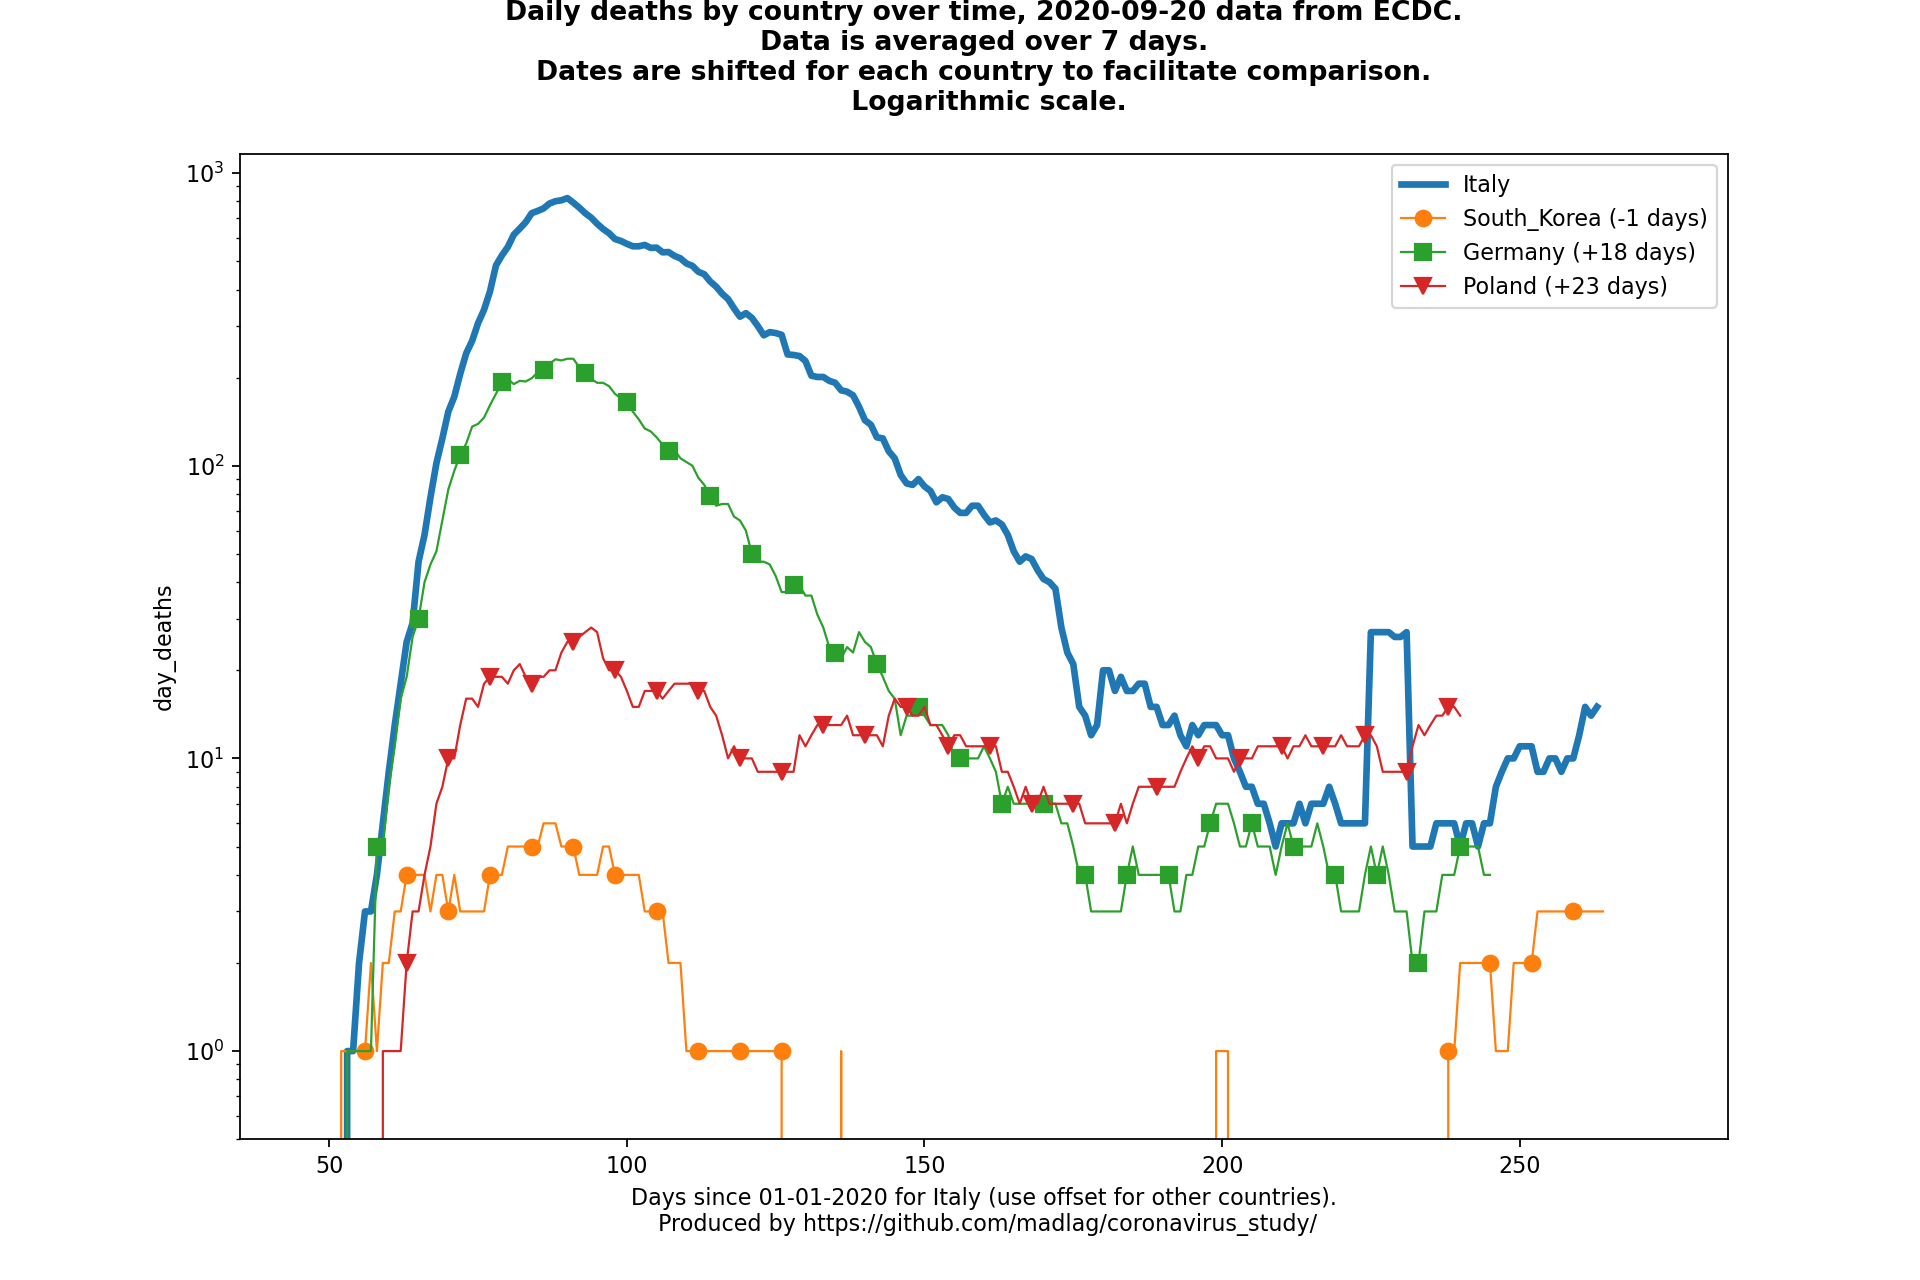 Daily deaths by country over time, 2020-09-20 data from ECDC.
Data is averaged over 7 days.
Dates are shifted for each country to facilitate comparison.
Logarithmic scale.
10³
10²
10¹
10⁰
day_deaths
Italy
South_Korea (-1 days)
Germany (+18 days)
Poland (+23 days)
50 100 150 200 250
Days since 01-01-2020 for Italy (use offset for other countries).
Produced by https://github.com/madlag/coronavirus_study/